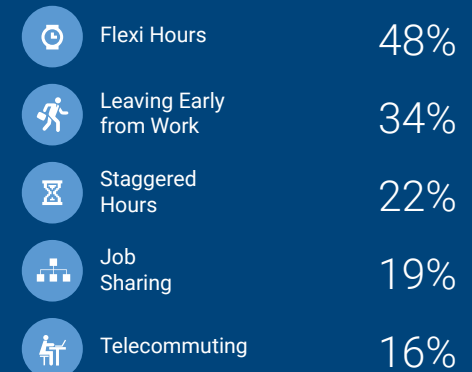 Flexi Hours 48%
Leaving Early
from Work 34%
Staggered
Hours 22%
Job
Sharing 19%
Telecommuting 16%